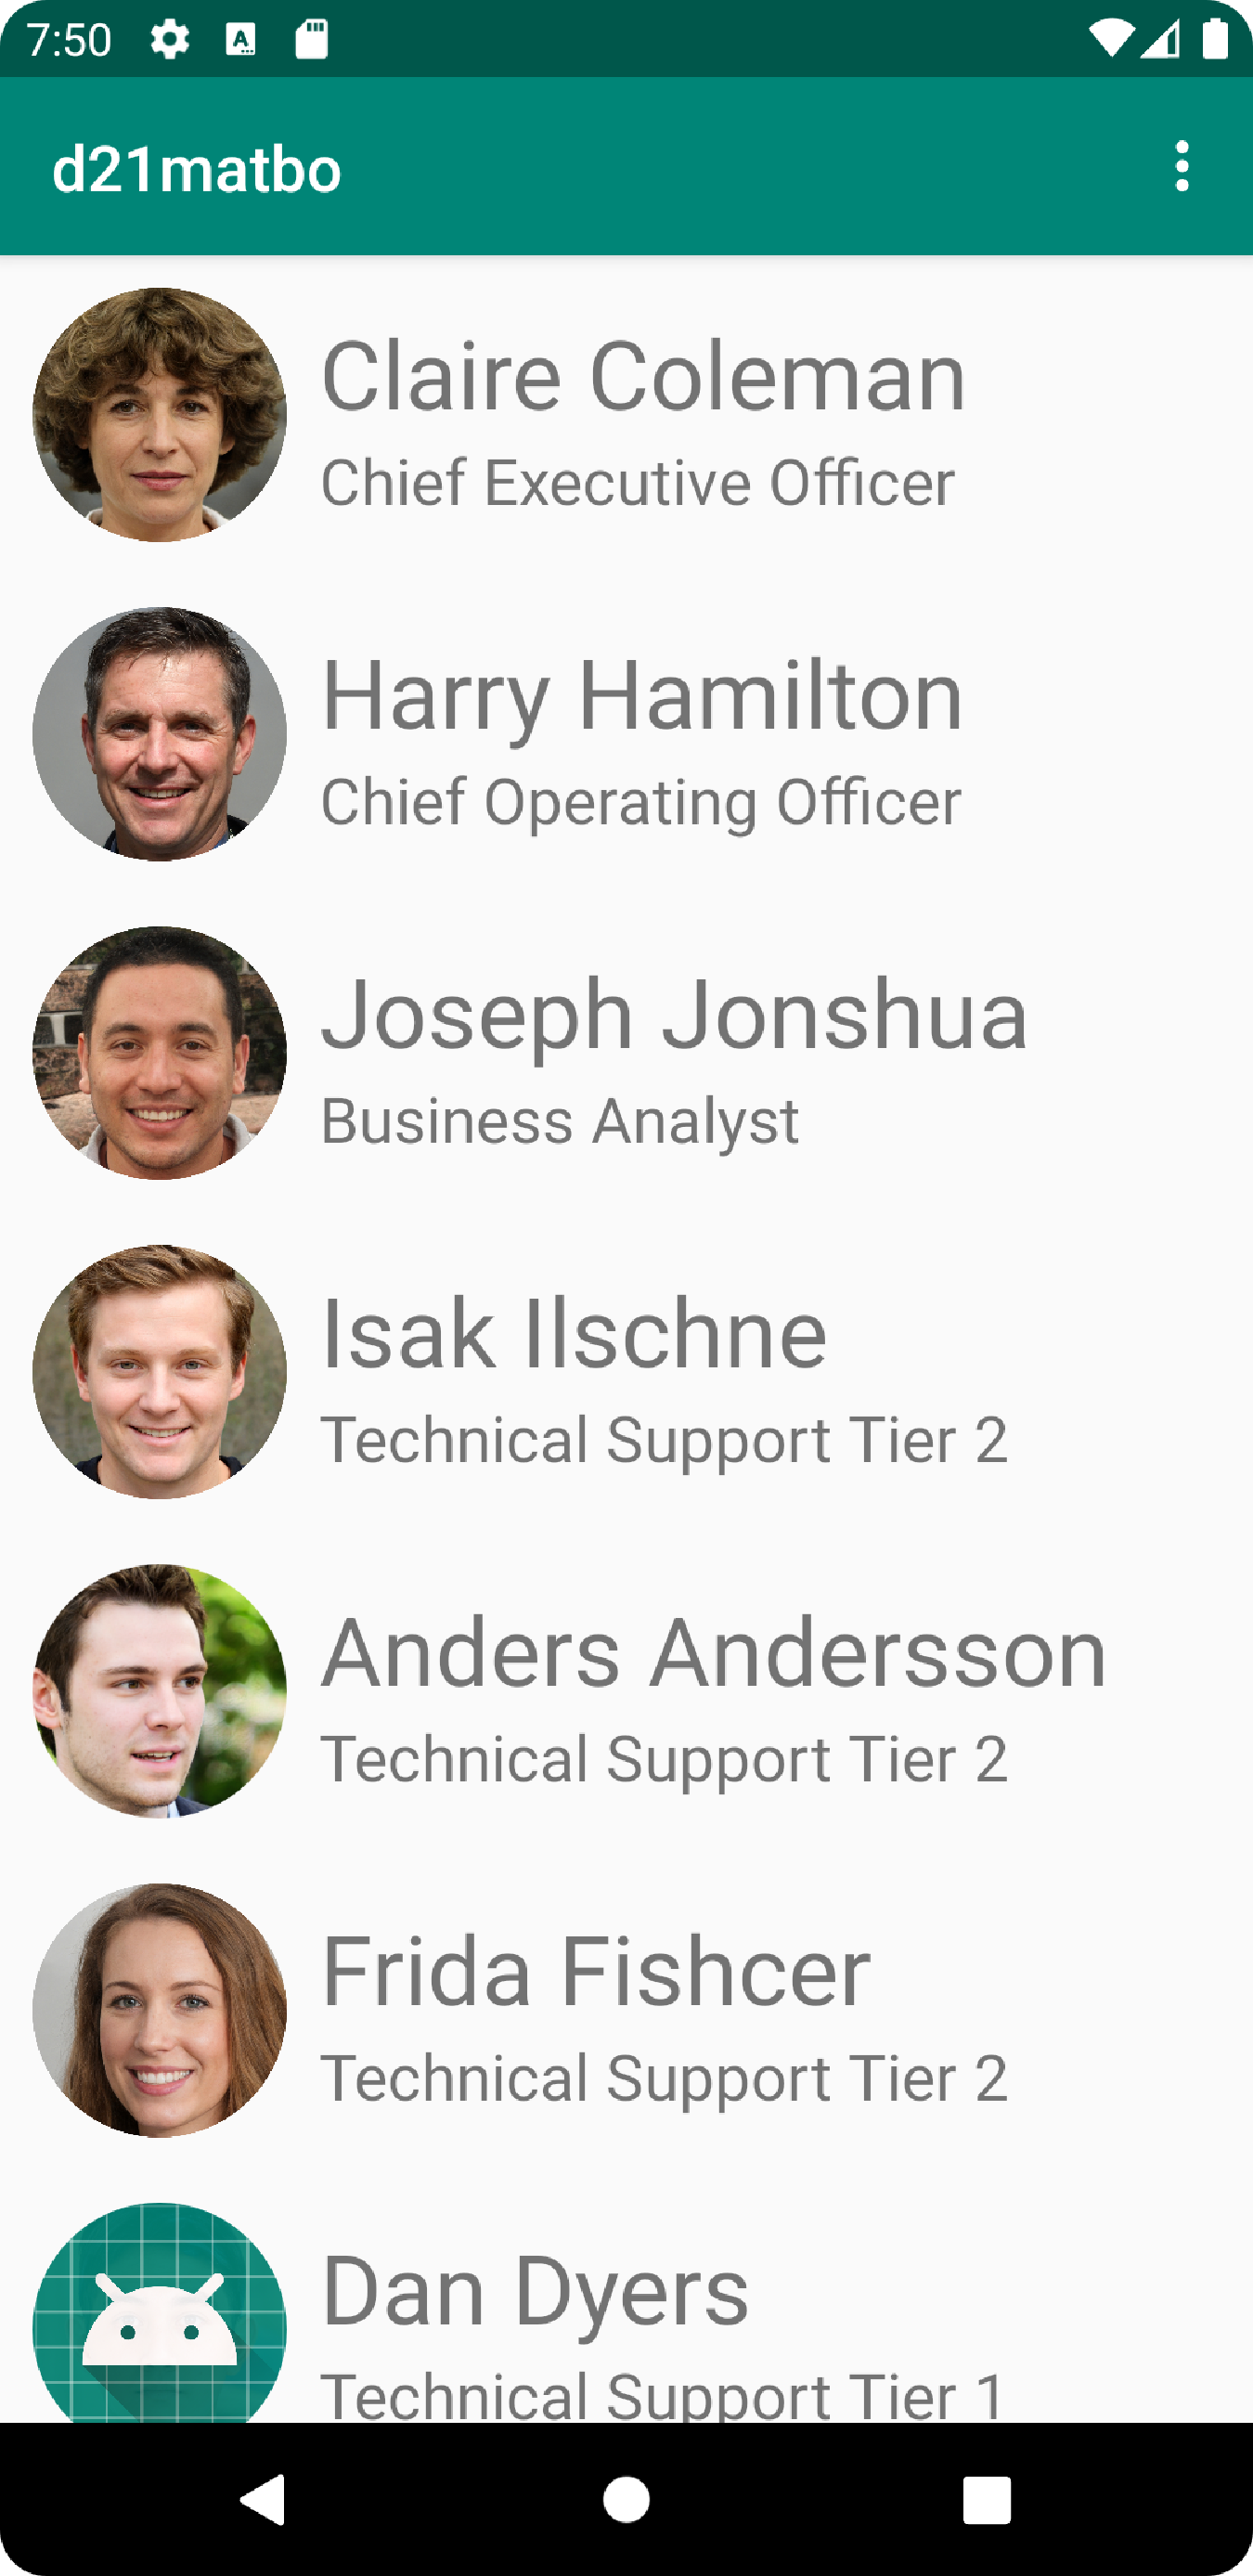 7:50
d21matbo
Claire Coleman
Chief Executive Officer
Harry Hamilton
Chief Operating Officer
Joseph Jonshua
Business Analyst
Isak Ilschne
Technical Support Tier 2
Anders Andersson
Technical Support Tier 2
Frida Fishcer
Technical Support Tier 2
Dan Dyers
Technical Support Tier 1